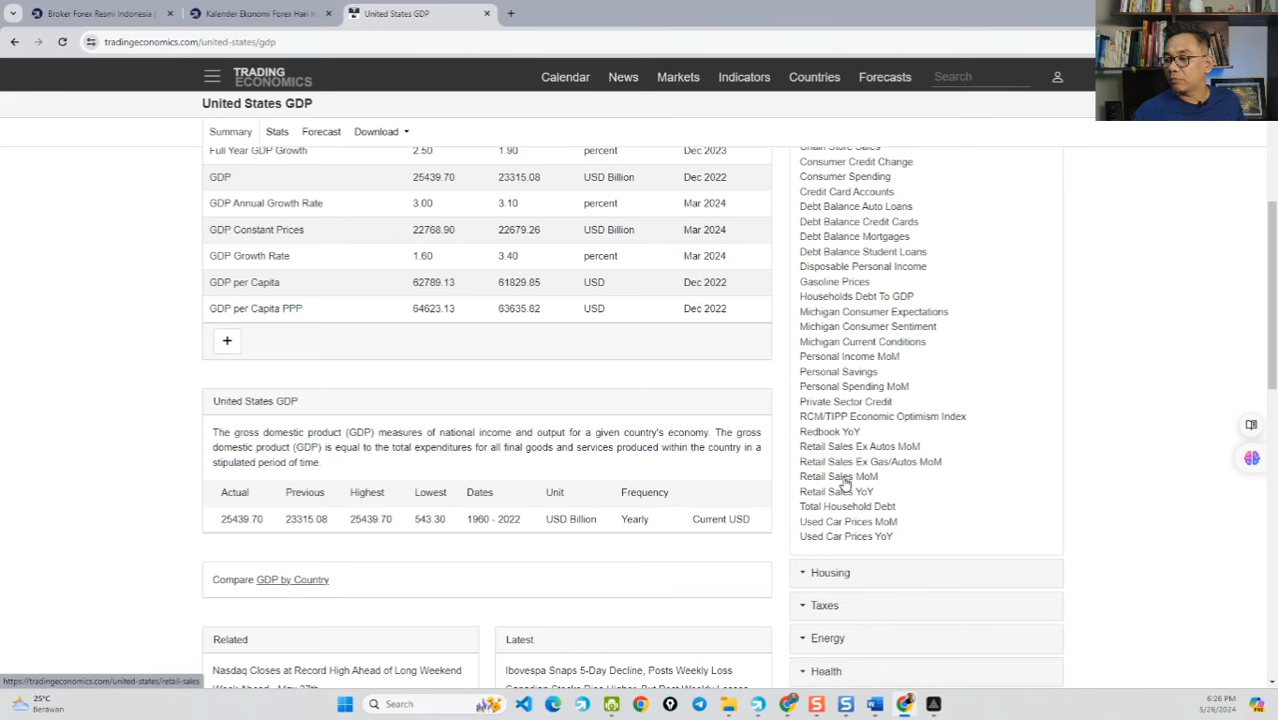 Broker Forex Resmi Indonesia |
Kalender Ekonomi Forex Hari
United States GDP
tradingeconomics.com/united-states/gdp
TRADING
ECONOMICS
Calendar News Markets Indicators Countries Forecasts Search
United States GDP
Summary Stats Forecast Download
Full Year GDP Growth 2.50 1.90 percent Dec 2023
GDP 25439.70 23315.08 USD Billion Dec 2022
GDP Annual Growth Rate 3.00 3.10 percent Mar 2024
GDP Constant Prices 22768.90 22679.26 USD Billion Mar 2024
GDP Growth Rate 1.60 3.40 percent Mar 2024
GDP per Capita 62789.13 61829.85 USD Dec 2022
GDP per Capita PPP 64623.13 63635.82 USD Dec 2022
+
United States GDP
The gross domestic product (GDP) measures of national income and output for a given country's economy. The gross
domestic product (GDP) is equal to the total expenditures for all final goods and services produced within the country in a
stipulated period of time.
Actual Previous Highest Lowest Dates Unit Frequency
25439.70 23315.08 25439.70 543.30 1960 - 2022 USD Billion Yearly Current USD
Compare GDP by Country
Related
Nasdaq Closes at Record High Ahead of Long Weekend
Week Ahead - May 27th
Latest
Ibovespa Snaps 5-Day Decline, Posts Weekly Loss
Chain Store Sales
Consumer Credit Change
Consumer Spending
Credit Card Accounts
Debt Balance Auto Loans
Debt Balance Credit Cards
Debt Balance Mortgages
Debt Balance Student Loans
Disposable Personal Income
Gasoline Prices
Households Debt To GDP
Michigan Consumer Expectations
Michigan Consumer Sentiment
Michigan Current Conditions
Personal Income MoM
Personal Savings
Personal Spending MoM
Private Sector Credit
RCM/TIPP Economic Optimism Index
Redbook YoY
Retail Sales Ex Autos MoM
Retail Sales Ex Gas/Autos MoM
Retail Sales MoM
Retail Sales YoY
Total Household Debt
Used Car Prices MoM
Used Car Prices YoY
Housing
Taxes
Energy
Health
https://tradingeconomics.com/united-states/retail-sales
25°C
Berawan
Search
6:26 PM
5/26/2024